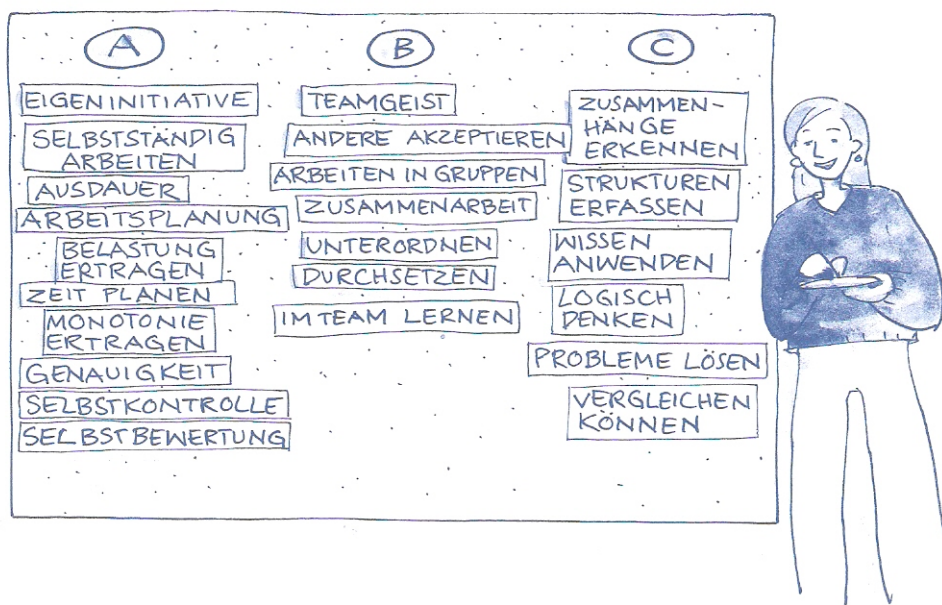 A
EIGENINITIATIVE
SELBSTSTÄNDIG
ARBEITEN
AUSDAUER
ARBEITSPLANUNG
BELASTUNG
ERTRAGEN
ZEIT PLANEN
MONOTONIE
ERTRAGEN
GENAUIGKEIT
SELBSTKONTROLLE
SELBSTBEWERTUNG
B
TEAMGEIST
ANDERE AKZEPTIEREN
ARBEITEN IN GRUPPEN
ZUSAMMENARBEIT
UNTERORDNEN
DURCHSETZEN
IM TEAM LERNEN
C
ZUSAMMEN-
HÄNGE
ERKENNEN
STRUKTUREN
ERFASSEN
WISSEN
ANWENDEN
LOGISCH
DENKEN
PROBLEME LÖSEN
VERGLEICHEN
KÖNNEN